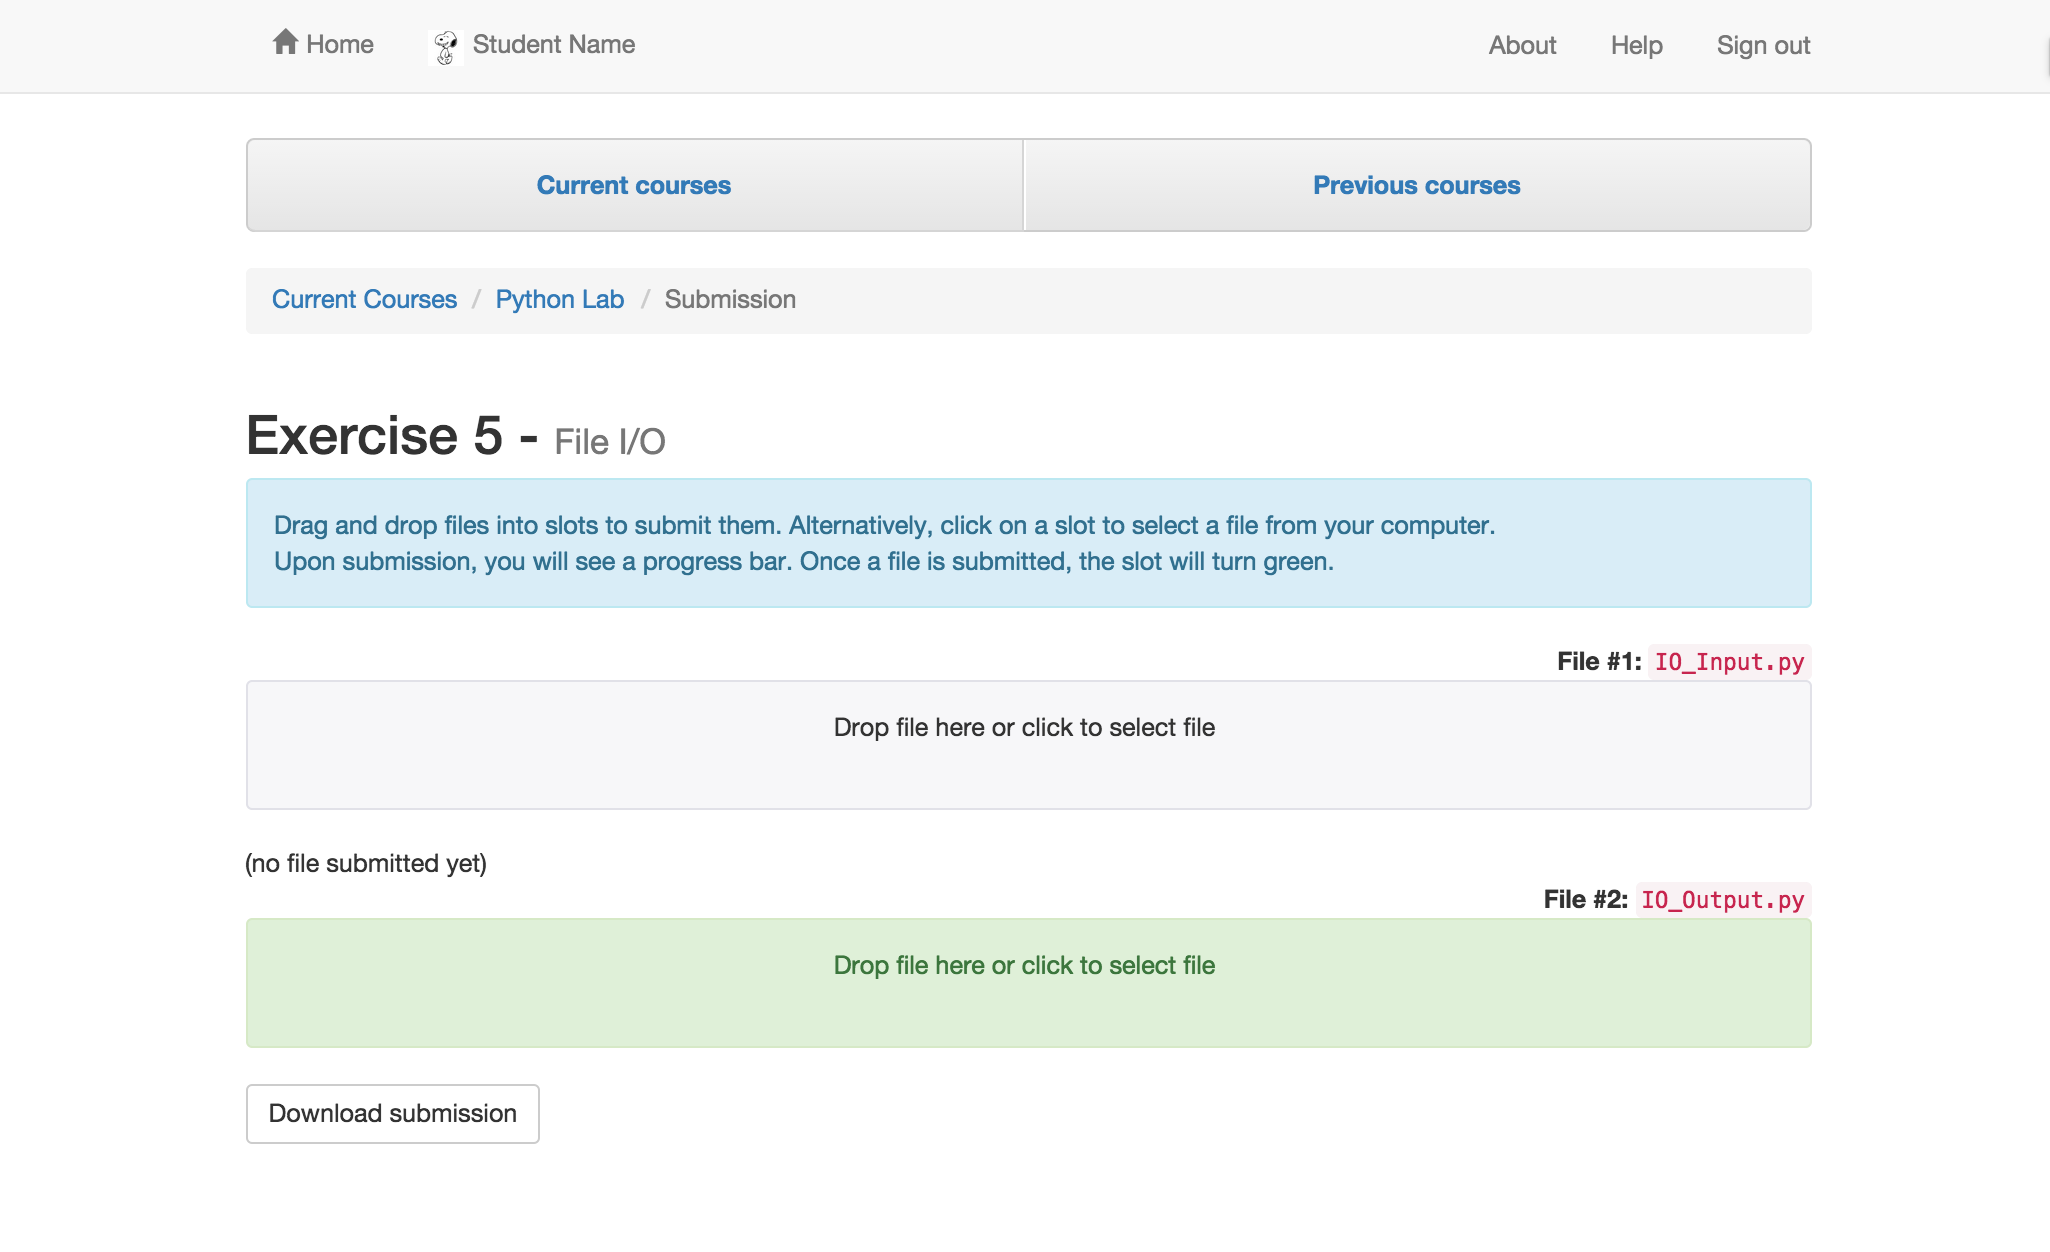 Home Student Name About Help Sign out
Current courses Previous courses
Current Courses / Python Lab / Submission
Exercise 5 - File I/O
Drag and drop files into slots to submit them. Alternatively, click on a slot to select a file from your computer.
Upon submission, you will see a progress bar. Once a file is submitted, the slot will turn green.
File #1: IO_Input.py
Drop file here or click to select file
(no file submitted yet)
File #2: IO_Output.py
Drop file here or click to select file
Download submission